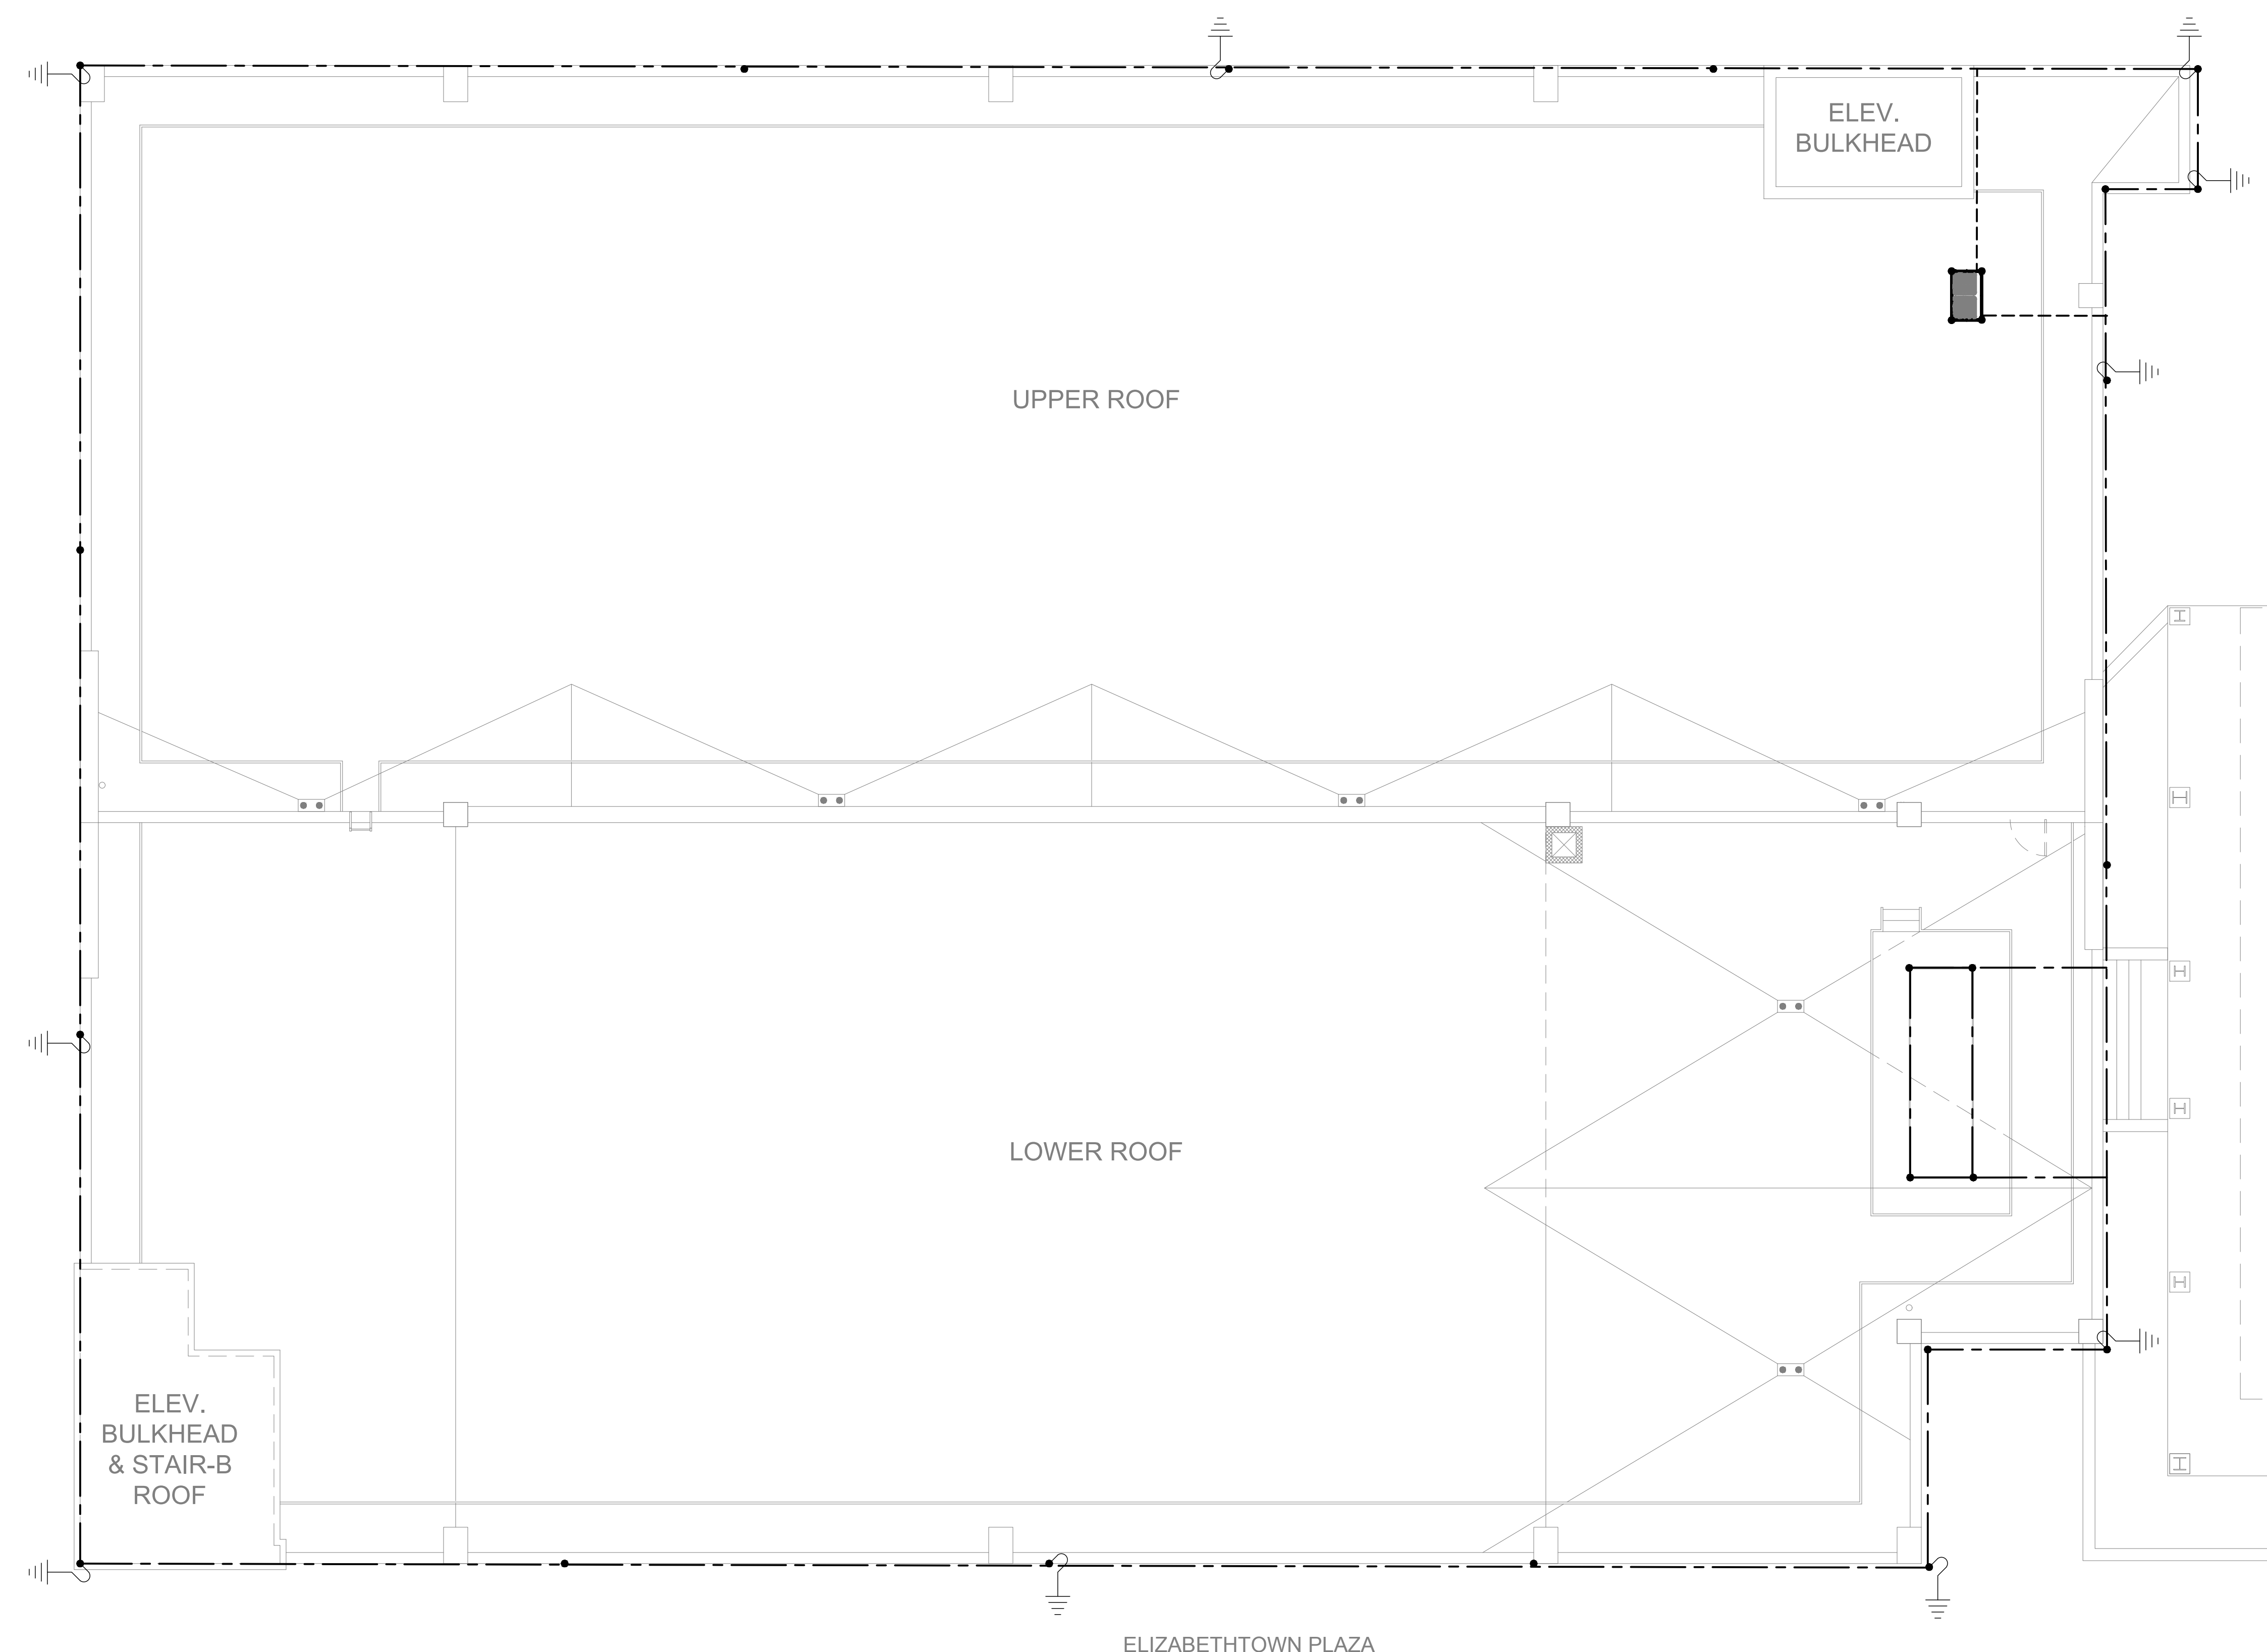 ELEV.
BULKHEAD
UPPER ROOF
LOWER ROOF
ELEV.
BULKHEAD
& STAIR-B
ROOF
ELIZABETHTOWN PLAZA